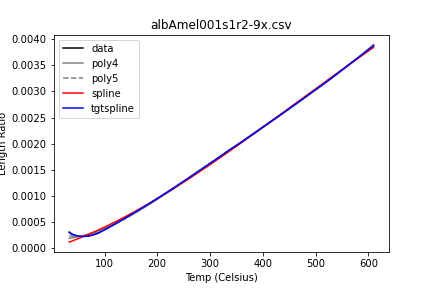 albAmel001s1r2-9x.csv
data
poly4
poly5
spline
tgtspline
0.0040
0.0035
0.0030
0.0025
0.0020
0.0015
0.0010
0.0005
0.0000
Length Ratio
100 200 300 400 500 600
Temp (Celsius)